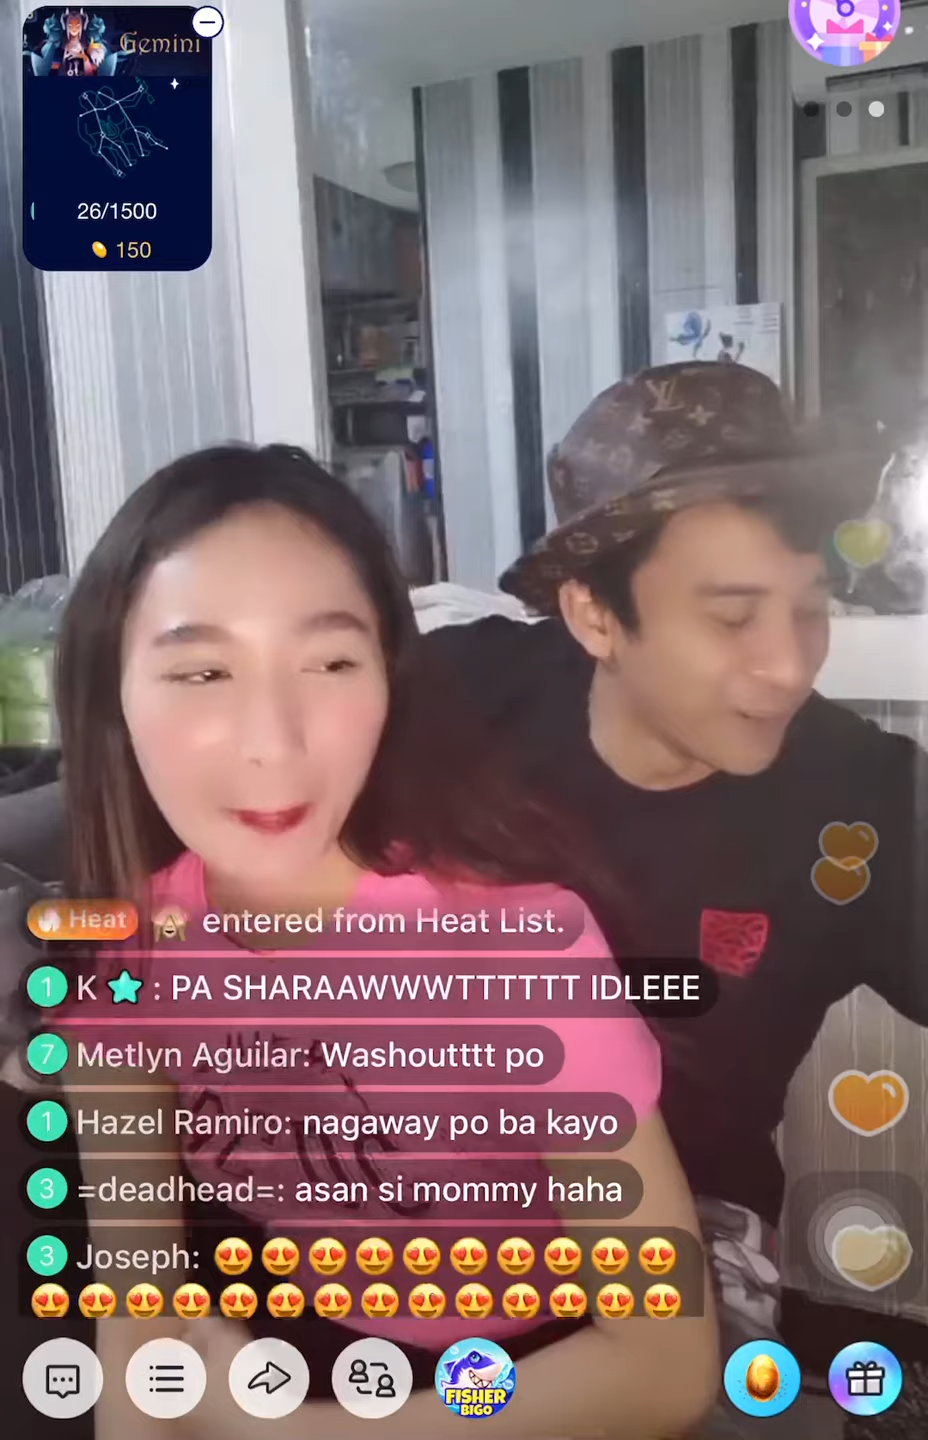 Gemini
26/1500
150
Heat 🙈 entered from Heat List.
1 K : PA SHARAAWWWTTTTTT IDLEEE
7 Metlyn Aguilar: Washoutttt po
1 Hazel Ramiro: nagaway po ba kayo
3 =deadhead=: asan si mommy haha
3 Joseph: 😍😍😍😍😍😍😍😍😍😍
😍😍😍😍😍😍😍😍😍😍😍😍😍😍
FISHER
BIGO
LV